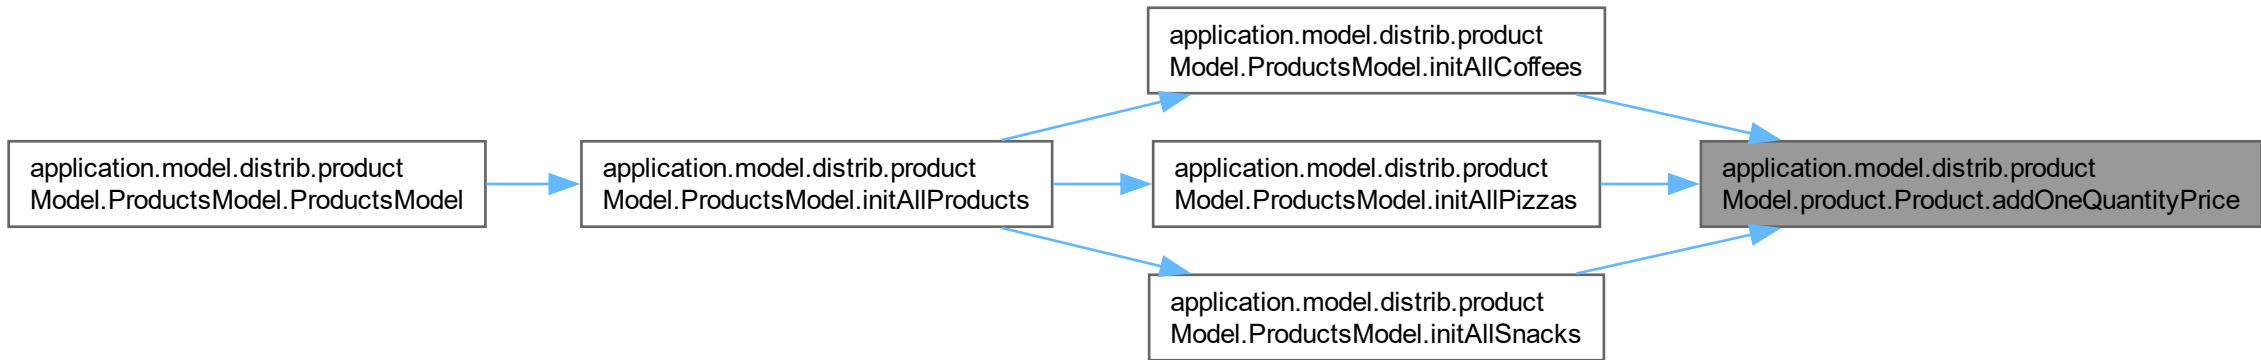 application.model.distrib.product
Model.ProductsModel.ProductsModel
application.model.distrib.product
Model.ProductsModel.initAllProducts
application.model.distrib.product
Model.ProductsModel.initAllCoffees
application.model.distrib.product
Model.ProductsModel.initAllPizzas
application.model.distrib.product
Model.ProductsModel.initAllSnacks
application.model.distrib.product
Model.product.Product.addOneQuantityPrice